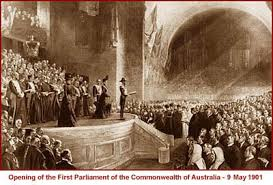 Opening of the First Parliament of the Commonwealth of Australia - 9 May 1901